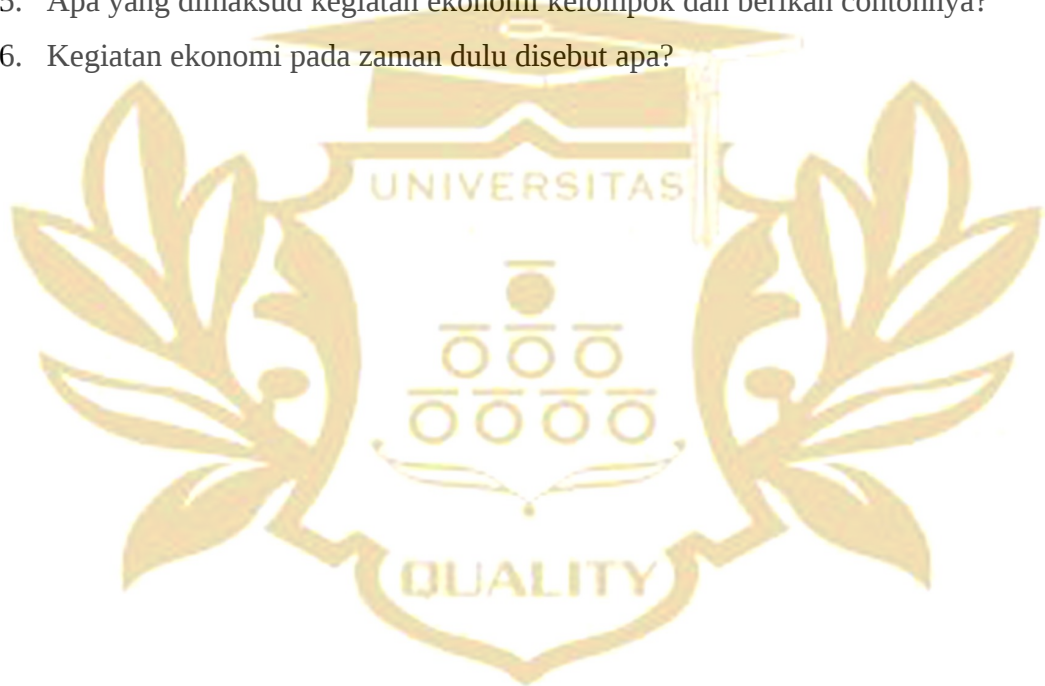 5. Apa yang dimaksud kegiatan ekonomi kelompok dan berikan contohnya?
6. Kegiatan ekonomi pada zaman dulu disebut apa?
UNIVERSITAS
QUALITY